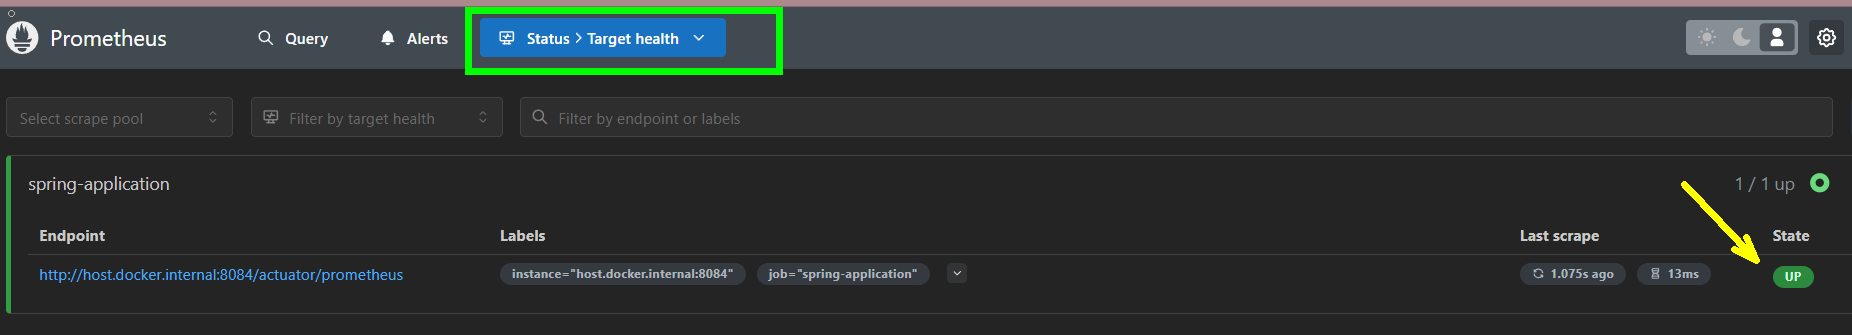 Prometheus Query Alerts Status > Target health
Select scrape pool Filter by target health Filter by endpoint or labels
spring-application 1 / 1 up
Endpoint Labels Last scrape State
http://host.docker.internal:8084/actuator/prometheus instance="host.docker.internal:8084" job="spring-application" 1.075s ago 13ms UP